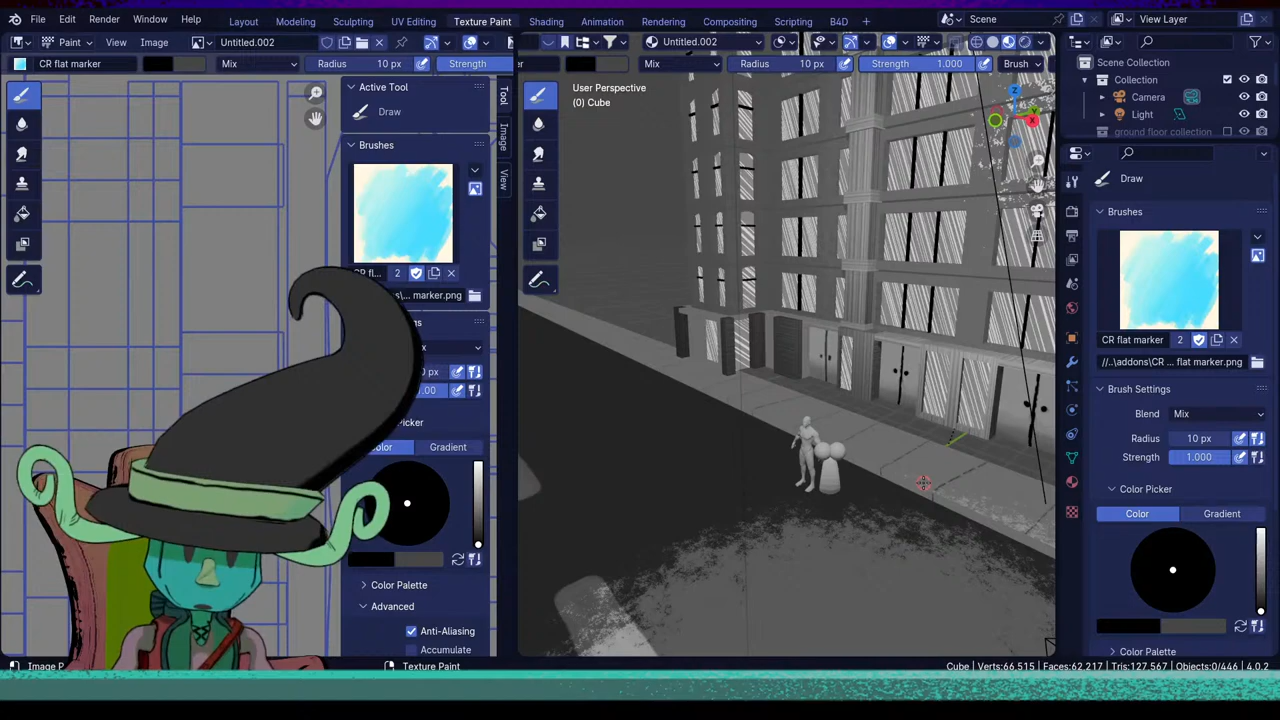 File Edit Render Window Help Layout Modeling Sculpting UV Editing Texture Paint Shading Animation Rendering Compositing Scripting B4D + Scene View Layer
Paint View Image Untitled.002 Untitled.002
CR flat marker Mix Radius 10 px Strength Mix Radius 10 px Strength 1.000 Brush
Scene Collection
Collection
Camera
Light
ground floor collection
Active Tool
Draw
Brushes
CR fl... 2
...marker.png
Color Gradient
Color Palette
Advanced
Anti-Aliasing
Accumulate
Tool
Image
View
User Perspective
(0) Cube
Z
Y
X
Draw
Brushes
CR flat marker 2
//..\addons\CR flat marker.png
Brush Settings
Blend Mix
Radius 10 px
Strength 1.000
Color Picker
Color Gradient
Color Palette
Texture Paint
Cube | Verts:66,515 | Faces:62,217 | Tris:127,567 | Objects:0/446 | 4.0.2